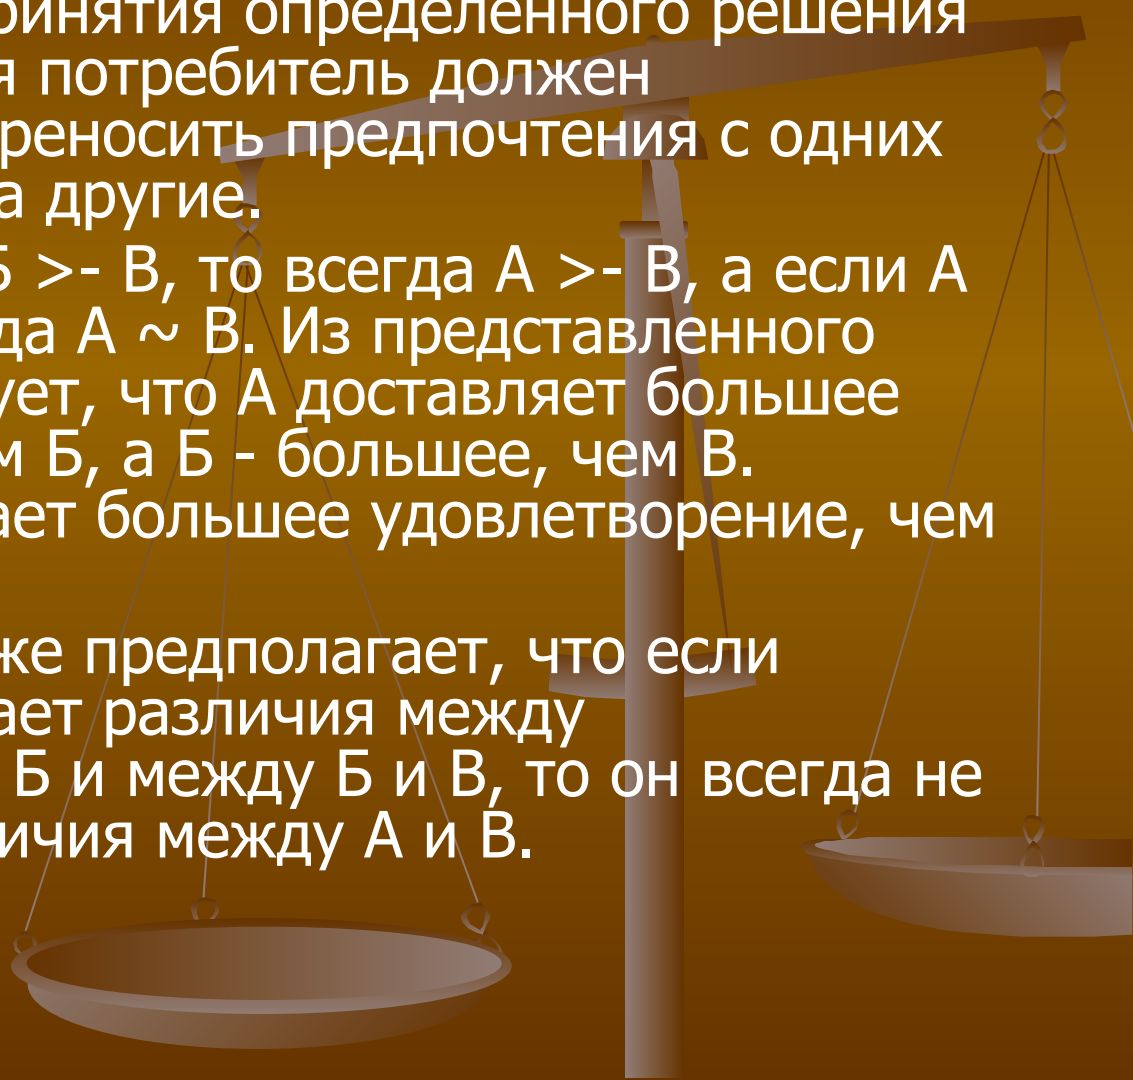 ринятия определенного решения
я потребитель должен
реносить предпочтения с одних
а другие.
Б >- В, то всегда А >- В, а если А
да А ~ В. Из представленного
ует, что А доставляет большее
м Б, а Б - большее, чем В.
ает большее удовлетворение, чем
же предполагает, что если
ает различия между
Б и между Б и В, то он всегда не
ичия между А и В.